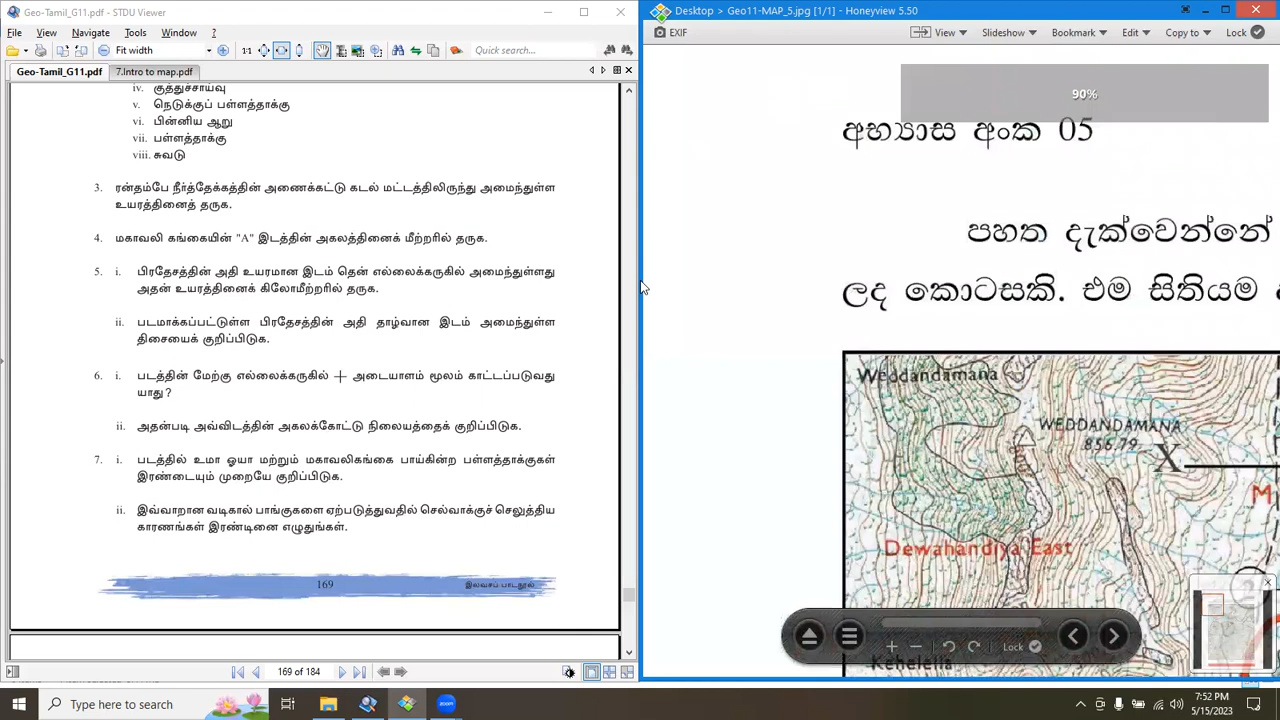 Geo-Tamil_G11.pdf - STDU Viewer
File View Navigate Tools Window
Fit width
1:1
Quick search...
Geo-Tamil_G11.pdf 7.Intro to map.pdf
iv. குத்துச்சாய்வு
v. நெடுக்குப் பள்ளத்தாக்கு
vi. பின்னிய ஆறு
vii. பள்ளத்தாக்கு
viii. சுவடு
3. ரன்தம்பே நீர்த்தேக்கத்தின் அணைக்கட்டு கடல் மட்டத்திலிருந்து அமைந்துள்ள
உயரத்தினைத் தருக.
4. மகாவலி கங்கையின் "A" இடத்தின் அகலத்தினைக் மீற்றரில் தருக.
5. i. பிரதேசத்தின் அதி உயரமான இடம் தென் எல்லைக்கருகில் அமைந்துள்ளது
அதன் உயரத்தினைக் கிலோமீற்றரில் தருக.
ii. படமாக்கப்பட்டுள்ள பிரதேசத்தின் அதி தாழ்வான இடம் அமைந்துள்ள
திசையைக் குறிப்பிடுக.
6. i. படத்தின் மேற்கு எல்லைக்கருகில் + அடையாளம் மூலம் காட்டப்படுவது
யாது?
ii. அதன்படி அவ்விடத்தின் அகலக்கோட்டு நிலையத்தைக் குறிப்பிடுக.
7. i. படத்தில் உமா ஓயா மற்றும் மகாவலிகங்கை பாய்கின்ற பள்ளத்தாக்குகள்
இரண்டையும் முறையே குறிப்பிடுக.
ii. இவ்வாறான வடிகால் பாங்குகளை ஏற்படுத்துவதில் செல்வாக்குச் செலுத்திய
காரணங்கள் இரண்டினை எழுதுங்கள்.
169
இலவசப் பாடநூல்
169 of 184
Desktop > Geo11-MAP_5.jpg [1/1] - Honeyview 5.50
EXIF View Slideshow Bookmark Edit Copy to Lock
90%
අභ්‍යාස අංක 05
පහත දැක්වෙන්නේ
ලද කොටසකි. එම සිතියම
Weddandamana
WEDDANDAMANA
856.79
X
M
Dewahandiya East
2
Kehelella
Lock
Type here to search
7:52 PM
5/15/2023